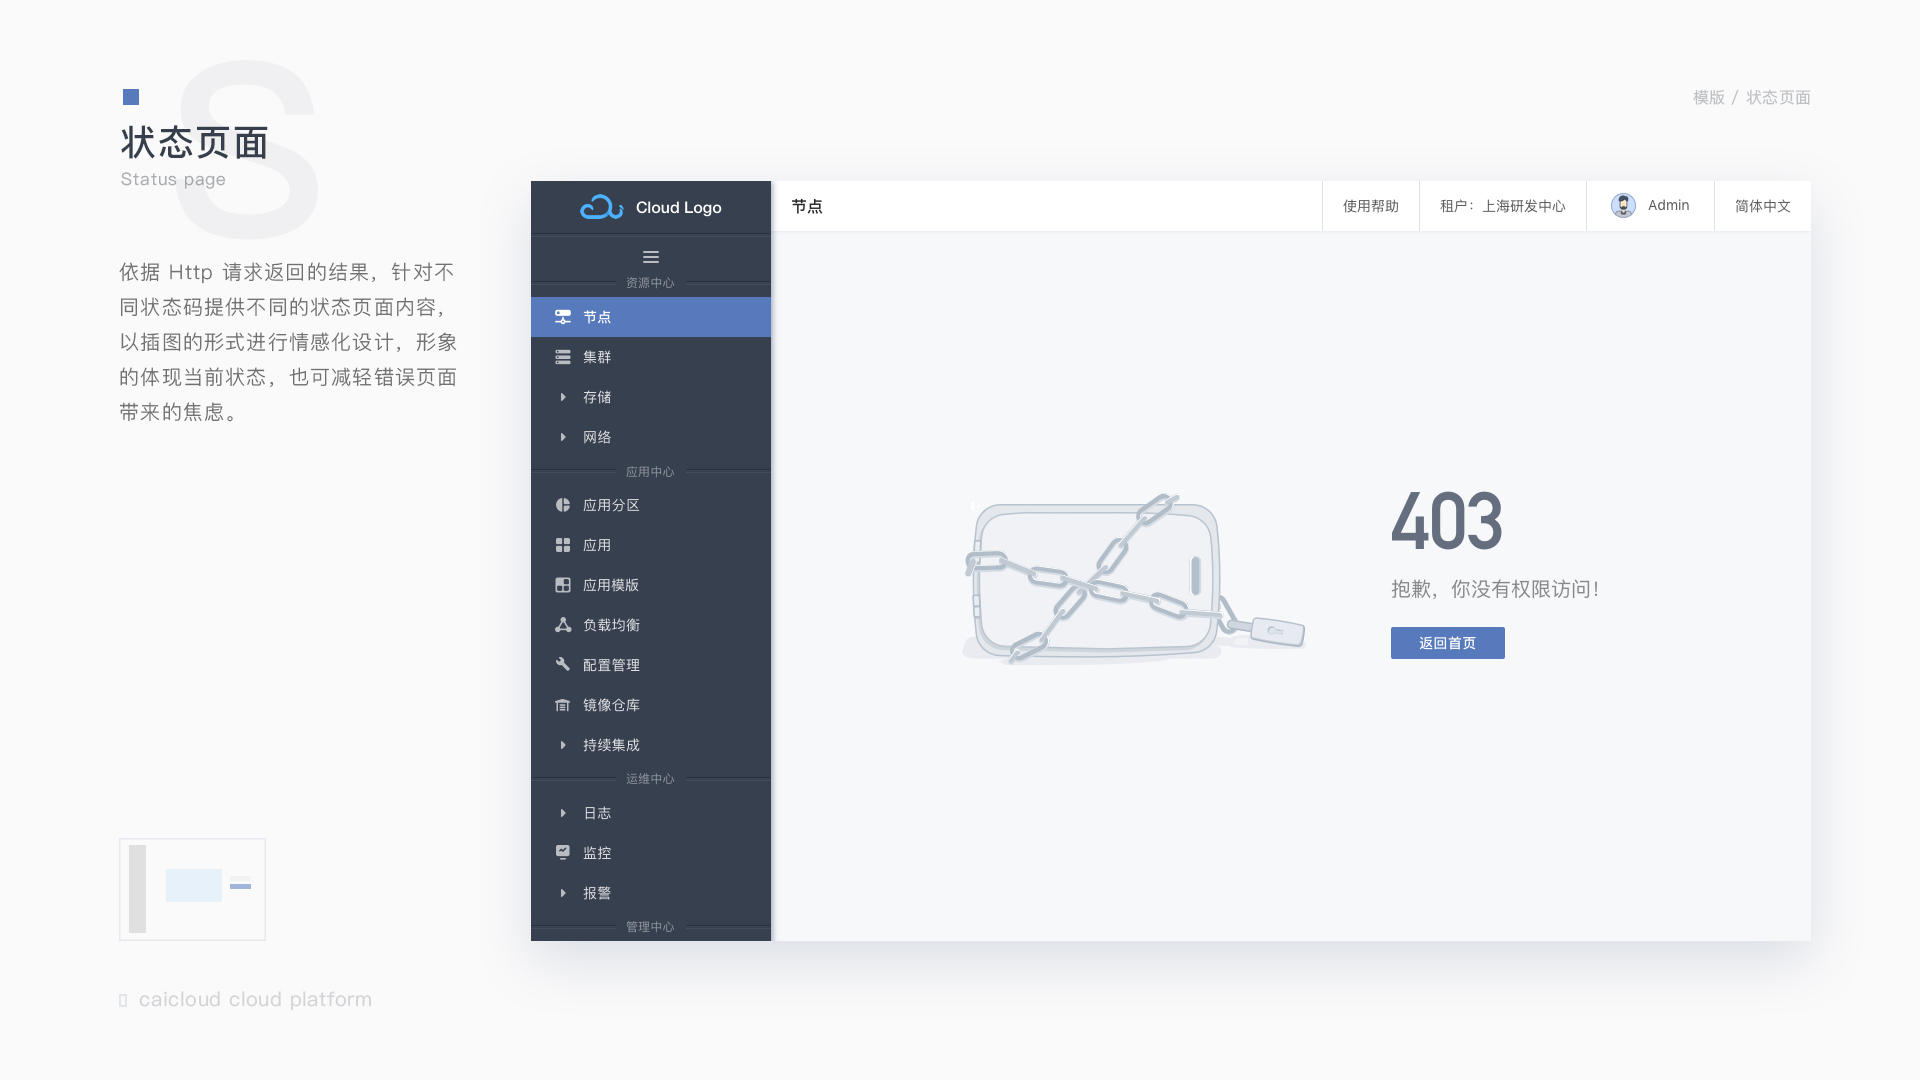 S
状态页面
Status page
模版 / 状态页面
依据 Http 请求返回的结果，针对不
同状态码提供不同的状态页面内容，
以插图的形式进行情感化设计，形象
的体现当前状态，也可减轻错误页面
带来的焦虑。
caicloud cloud platform
Cloud Logo
资源中心
节点
集群
存储
网络
应用中心
应用分区
应用
应用模版
负载均衡
配置管理
镜像仓库
持续集成
运维中心
日志
监控
报警
管理中心
节点
使用帮助
租户：上海研发中心
Admin
简体中文
403
抱歉，你没有权限访问！
返回首页